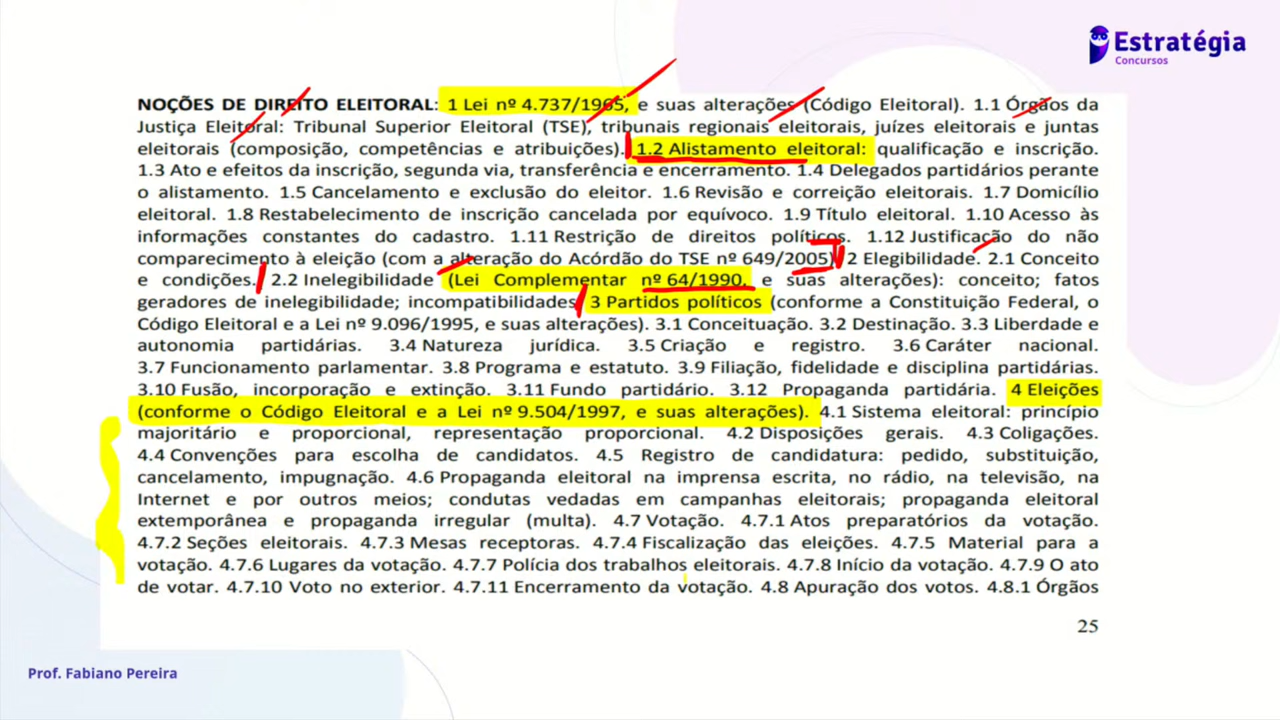 Estratégia
Concursos
NOÇÕES DE DIREITO ELEITORAL: 1 Lei nº 4.737/1965, e suas alterações (Código Eleitoral). 1.1 Órgãos da
Justiça Eleitoral: Tribunal Superior Eleitoral (TSE), tribunais regionais eleitorais, juízes eleitorais e juntas
eleitorais (composição, competências e atribuições). 1.2 Alistamento eleitoral: qualificação e inscrição.
1.3 Ato e efeitos da inscrição, segunda via, transferência e encerramento. 1.4 Delegados partidários perante
o alistamento. 1.5 Cancelamento e exclusão do eleitor. 1.6 Revisão e correição eleitorais. 1.7 Domicílio
eleitoral. 1.8 Restabelecimento de inscrição cancelada por equívoco. 1.9 Título eleitoral. 1.10 Acesso às
informações constantes do cadastro. 1.11 Restrição de direitos políticos. 1.12 Justificação do não
comparecimento à eleição (com a alteração do Acórdão do TSE nº 649/2005). 2 Elegibilidade. 2.1 Conceito
e condições. 2.2 Inelegibilidade (Lei Complementar nº 64/1990, e suas alterações): conceito; fatos
geradores de inelegibilidade; incompatibilidades. 3 Partidos políticos (conforme a Constituição Federal, o
Código Eleitoral e a Lei nº 9.096/1995, e suas alterações). 3.1 Conceituação. 3.2 Destinação. 3.3 Liberdade e
autonomia partidárias. 3.4 Natureza jurídica. 3.5 Criação e registro. 3.6 Caráter nacional.
3.7 Funcionamento parlamentar. 3.8 Programa e estatuto. 3.9 Filiação, fidelidade e disciplina partidárias.
3.10 Fusão, incorporação e extinção. 3.11 Fundo partidário. 3.12 Propaganda partidária. 4 Eleições
(conforme o Código Eleitoral e a Lei nº 9.504/1997, e suas alterações). 4.1 Sistema eleitoral: princípio
majoritário e proporcional, representação proporcional. 4.2 Disposições gerais. 4.3 Coligações.
4.4 Convenções para escolha de candidatos. 4.5 Registro de candidatura: pedido, substituição,
cancelamento, impugnação. 4.6 Propaganda eleitoral na imprensa escrita, no rádio, na televisão, na
Internet e por outros meios; condutas vedadas em campanhas eleitorais; propaganda eleitoral
extemporânea e propaganda irregular (multa). 4.7 Votação. 4.7.1 Atos preparatórios da votação.
4.7.2 Seções eleitorais. 4.7.3 Mesas receptoras. 4.7.4 Fiscalização das eleições. 4.7.5 Material para a
votação. 4.7.6 Lugares da votação. 4.7.7 Polícia dos trabalhos eleitorais. 4.7.8 Início da votação. 4.7.9 O ato
de votar. 4.7.10 Voto no exterior. 4.7.11 Encerramento da votação. 4.8 Apuração dos votos. 4.8.1 Órgãos
25
Prof. Fabiano Pereira